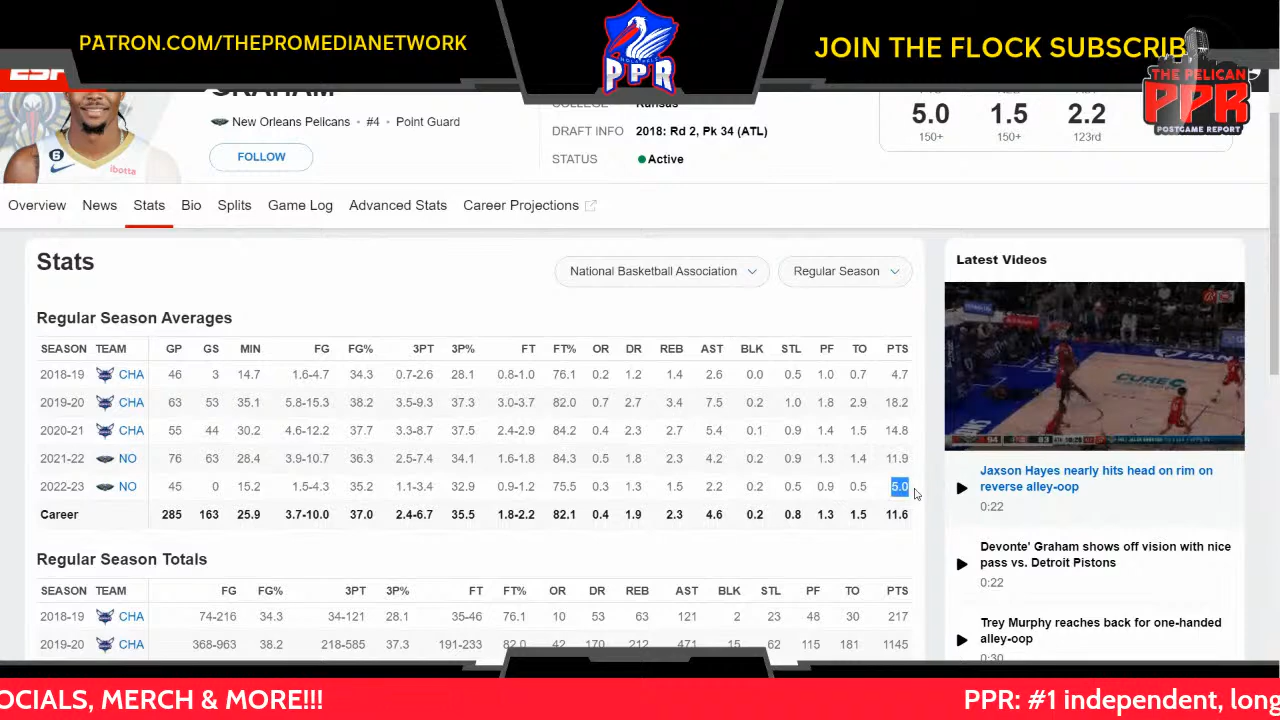 PATRON.COM/THEPROMEDIANETWORK
PPR
JOIN THE FLOCK SUBSCRIB
THE PELICAN
PPR
POSTGAME REPORT
GRAHAM
New Orleans Pelicans • #4 • Point Guard
FOLLOW
6
ibotta
COLLEGE Kansas
DRAFT INFO 2018: Rd 2, Pk 34 (ATL)
STATUS Active
5.0 1.5 2.2
150+ 150+ 123rd
Overview News Stats Bio Splits Game Log Advanced Stats Career Projections
Stats
National Basketball Association Regular Season
Regular Season Averages
SEASON TEAM GP GS MIN FG FG% 3PT 3P% FT FT% OR DR REB AST BLK STL PF TO PTS
2018-19 CHA 46 3 14.7 1.6-4.7 34.3 0.7-2.6 28.1 0.8-1.0 76.1 0.2 1.2 1.4 2.6 0.0 0.5 1.0 0.7 4.7
2019-20 CHA 63 53 35.1 5.8-15.3 38.2 3.5-9.3 37.3 3.0-3.7 82.0 0.7 2.7 3.4 7.5 0.2 1.0 1.8 2.9 18.2
2020-21 CHA 55 44 30.2 4.6-12.2 37.7 3.3-8.7 37.5 2.4-2.9 84.2 0.4 2.3 2.7 5.4 0.1 0.9 1.4 1.5 14.8
2021-22 NO 76 63 28.4 3.9-10.7 36.3 2.5-7.4 34.1 1.6-1.8 84.3 0.5 1.8 2.3 4.2 0.2 0.9 1.3 1.4 11.9
2022-23 NO 45 0 15.2 1.5-4.3 35.2 1.1-3.4 32.9 0.9-1.2 75.5 0.3 1.3 1.5 2.2 0.2 0.5 0.9 0.5 5.0
Career 285 163 25.9 3.7-10.0 37.0 2.4-6.7 35.5 1.8-2.2 82.1 0.4 1.9 2.3 4.6 0.2 0.8 1.3 1.5 11.6
Regular Season Totals
SEASON TEAM FG FG% 3PT 3P% FT FT% OR DR REB AST BLK STL PF TO PTS
2018-19 CHA 74-216 34.3 34-121 28.1 35-46 76.1 10 53 63 121 2 23 48 30 217
2019-20 CHA 368-963 38.2 218-585 37.3 191-233 82.0 42 170 212 471 15 62 115 181 1145
Latest Videos
94 83
Jaxson Hayes nearly hits head on rim on
reverse alley-oop
0:22
Devonte' Graham shows off vision with nice
pass vs. Detroit Pistons
0:22
Trey Murphy reaches back for one-handed
alley-oop
0:30
OCIALS, MERCH & MORE!!!
PPR: #1 independent, long